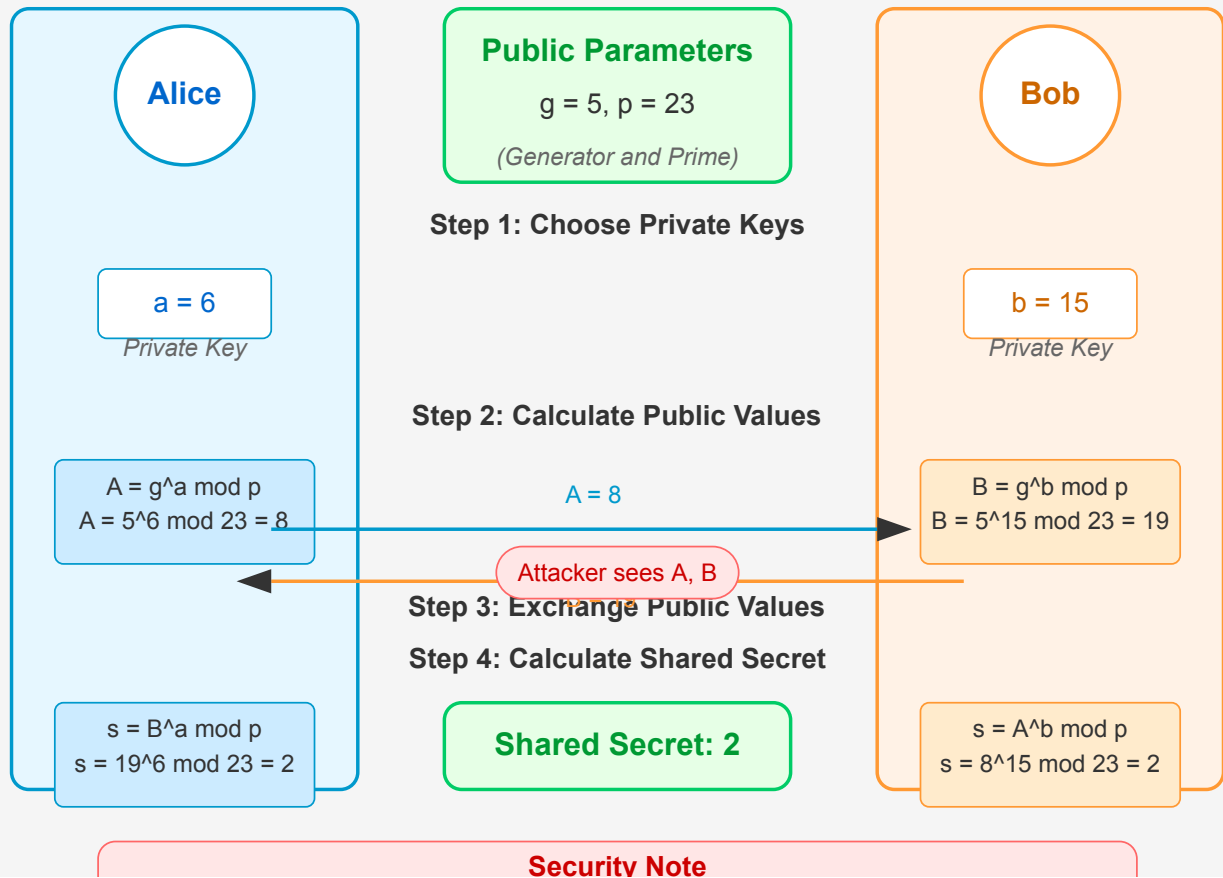 Alice
Public Parameters
g = 5, p = 23
(Generator and Prime)
Bob
Step 1: Choose Private Keys
a = 6
Private Key
b = 15
Private Key
Step 2: Calculate Public Values
A = g^a mod p
A = 5^6 mod 23 = 8
A = 8
B = g^b mod p
B = 5^15 mod 23 = 19
Attacker sees A, B
Step 3: Exchange Public Values
Step 4: Calculate Shared Secret
s = B^a mod p
s = 19^6 mod 23 = 2
Shared Secret: 2
s = A^b mod p
s = 8^15 mod 23 = 2
Security Note